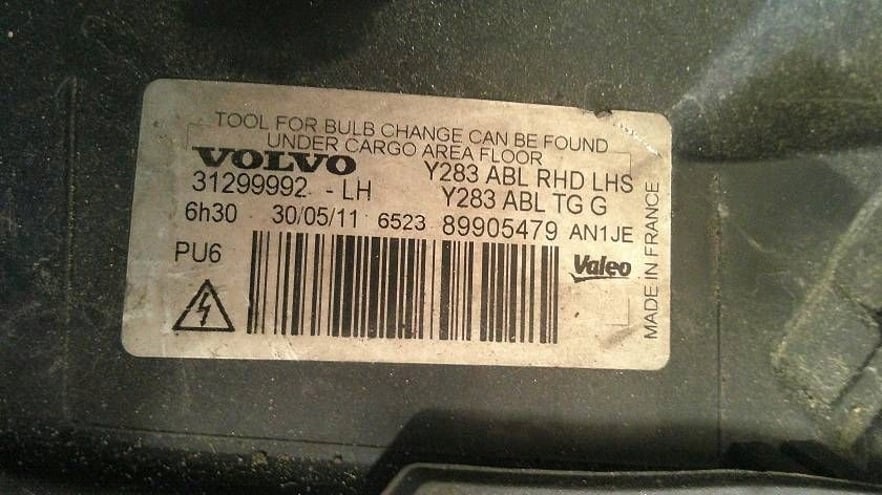 TOOL FOR BULB CHANGE CAN BE FOUND
UNDER CARGO AREA FLOOR
VOLVO Y283 ABL RHD LHS
31299992 - LH Y283 ABL TG G
6h30 30/05/11 6523 89905479 AN1JE
PU6
Valeo
MADE IN FRANCE